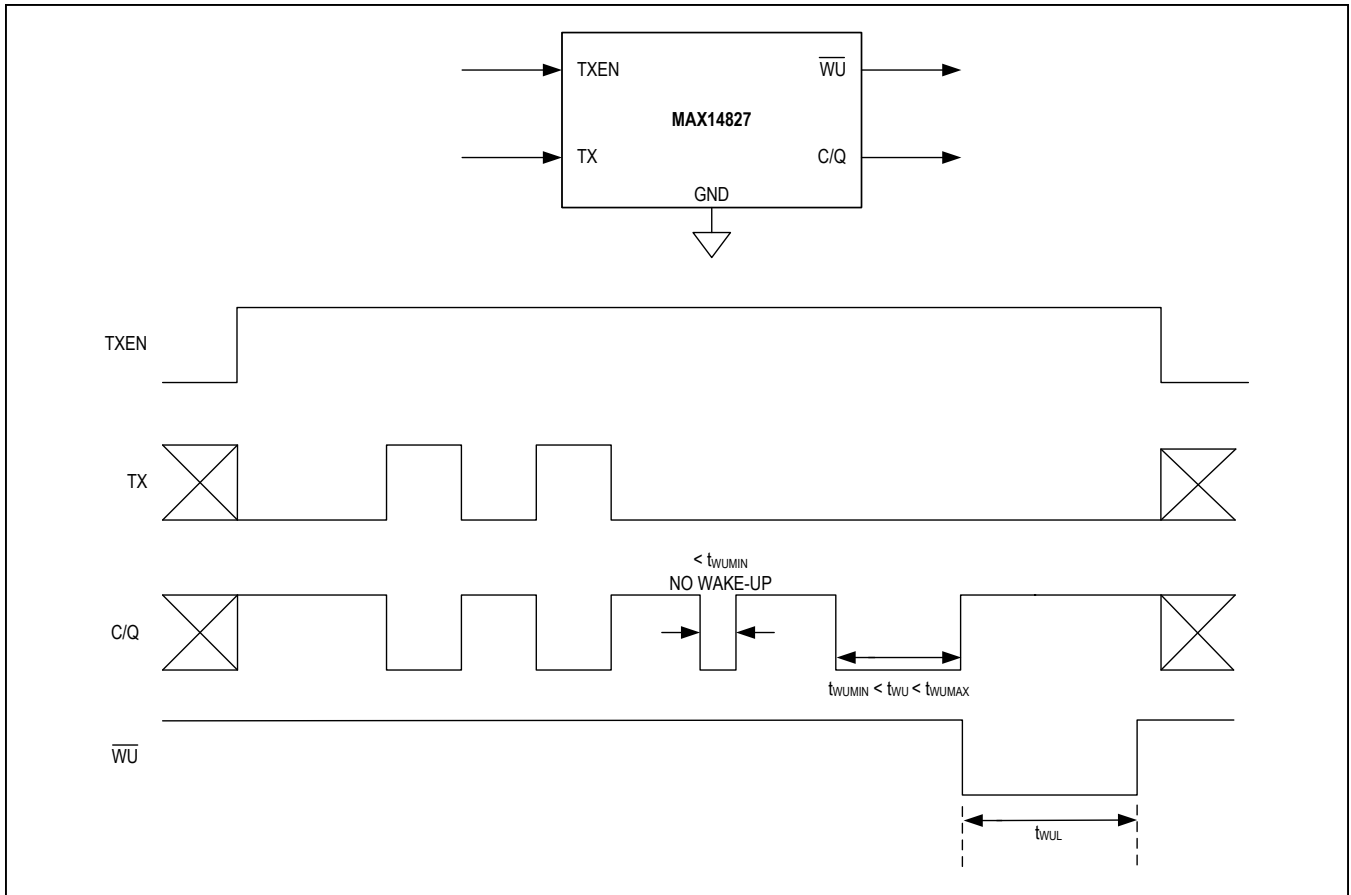 TXEN
WU
MAX14827
TX
C/Q
GND
TXEN
TX
< tWUMIN
NO WAKE-UP
C/Q
tWUMIN < tWU < tWUMAX
WU
tWUL